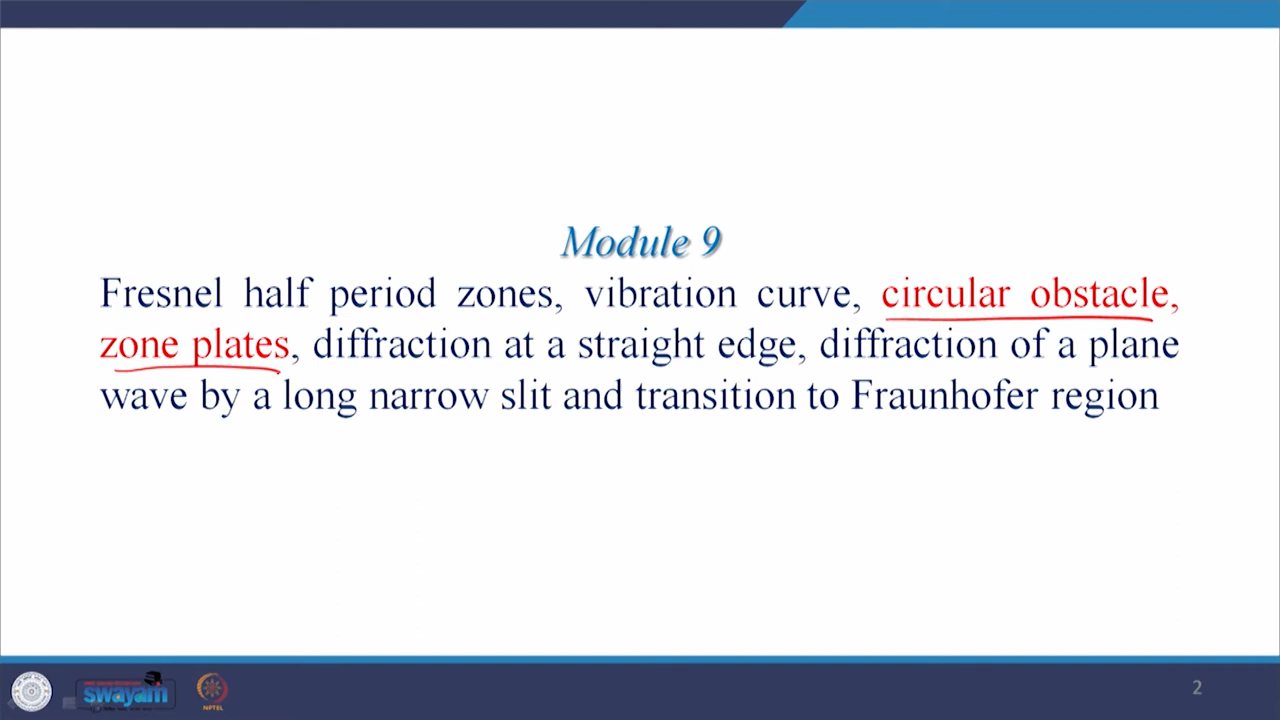 Module 9
Fresnel half period zones, vibration curve, circular obstacle,
zone plates, diffraction at a straight edge, diffraction of a plane
wave by a long narrow slit and transition to Fraunhofer region
swayam
NPTEL
2